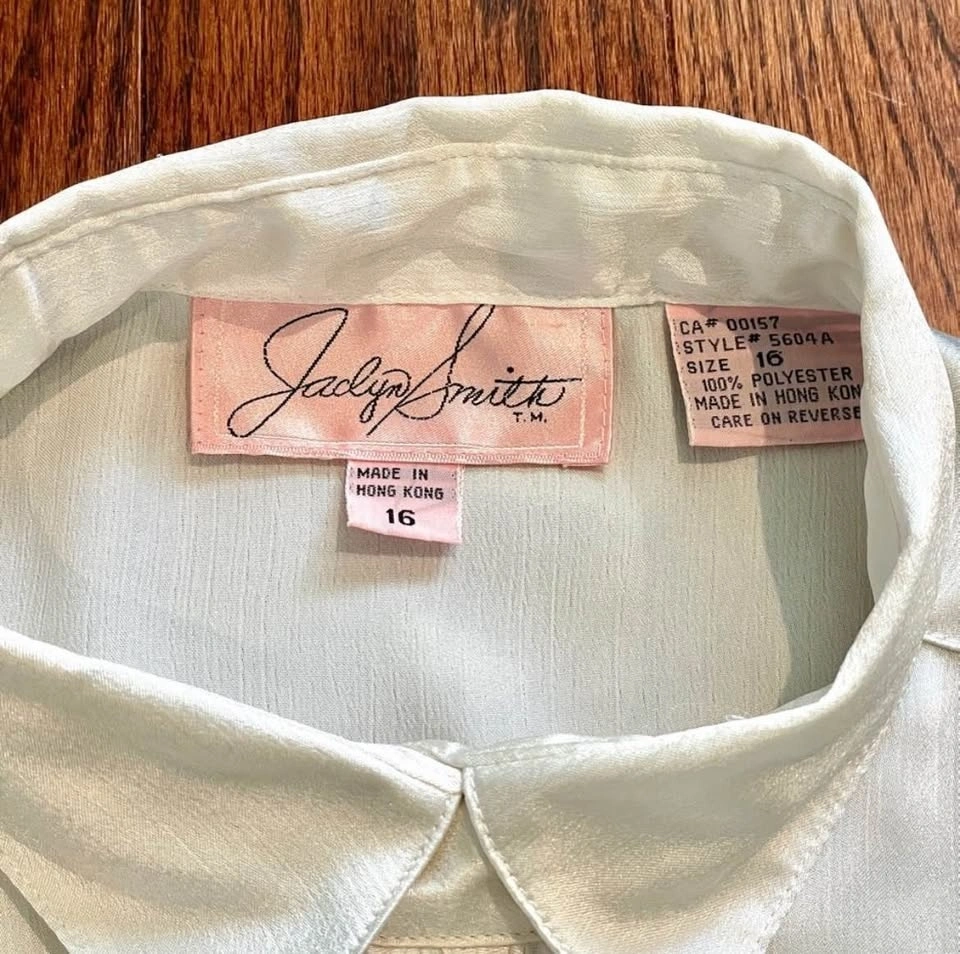 Jaclyn Smith
T.M.
MADE IN
HONG KONG
16
CA# 00157
STYLE# 5604A
SIZE 16
100% POLYESTER
MADE IN HONG KON
CARE ON REVERSE